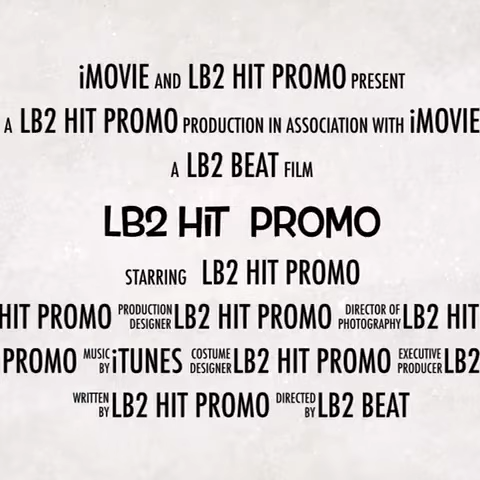 iMOVIE AND LB2 HIT PROMO PRESENT
A LB2 HIT PROMO PRODUCTION IN ASSOCIATION WITH iMOVIE
A LB2 BEAT FILM
LB2 HiT PROMO
STARRING LB2 HIT PROMO
HIT PROMO PRODUCTION DESIGNER LB2 HIT PROMO DIRECTOR OF PHOTOGRAPHY LB2 HIT
PROMO MUSIC BY iTUNES COSTUME DESIGNER LB2 HIT PROMO EXECUTIVE PRODUCER LB2
WRITTEN BY LB2 HIT PROMO DIRECTED BY LB2 BEAT